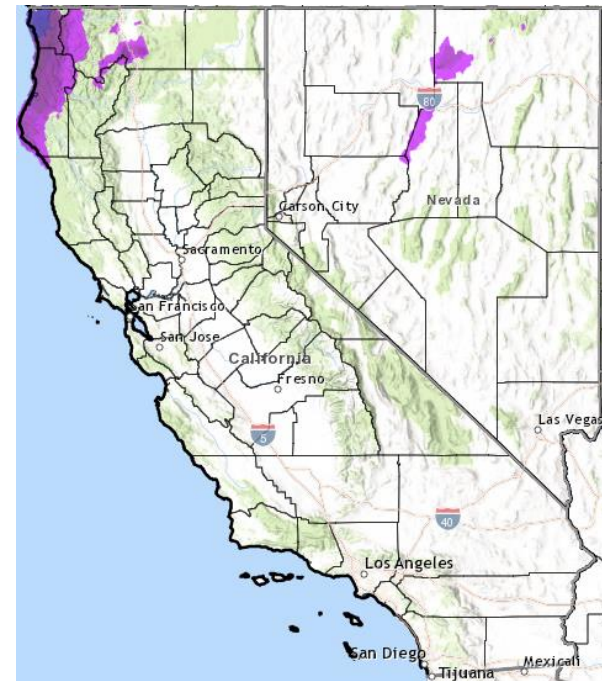 80
Nevada
Carson City
Sacramento
San Francisco
San Jose
California
Fresno
5
Las Vegas
40
Los Angeles
San Diego
Tijuana
Mexicali